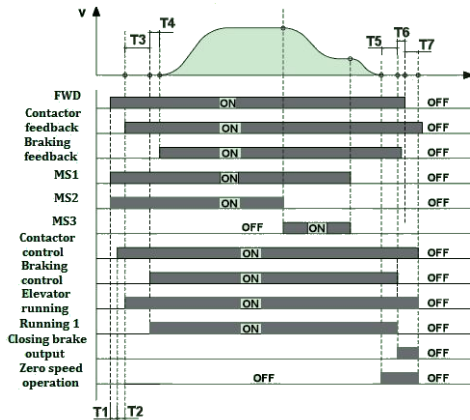 V T3 T4 T5 T6 T7
FWD ON OFF
Contactor
feedback ON OFF
Braking
feedback ON OFF
MS1 ON OFF
MS2 ON OFF
MS3 OFF ON OFF
Contactor
control ON OFF
Braking
control ON OFF
Elevator
running ON OFF
Running 1 ON OFF
Closing brake
output OFF
Zero speed
operation OFF OFF
T1 T2